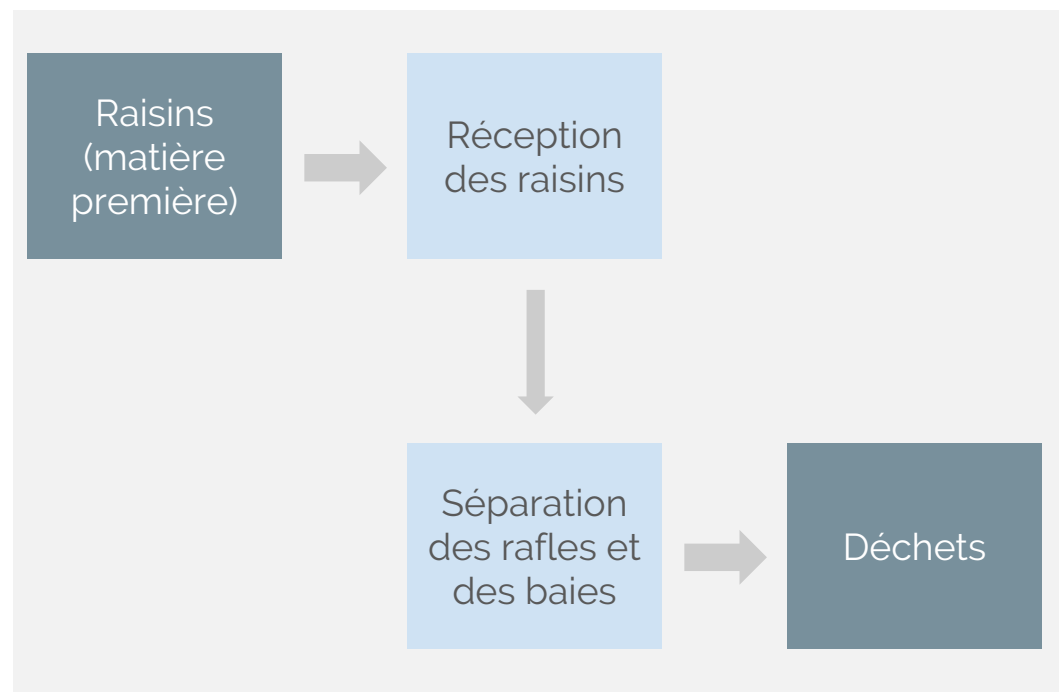 Raisins
(matière
première)
Réception
des raisins
Séparation
des rafles et
des baies
Déchets